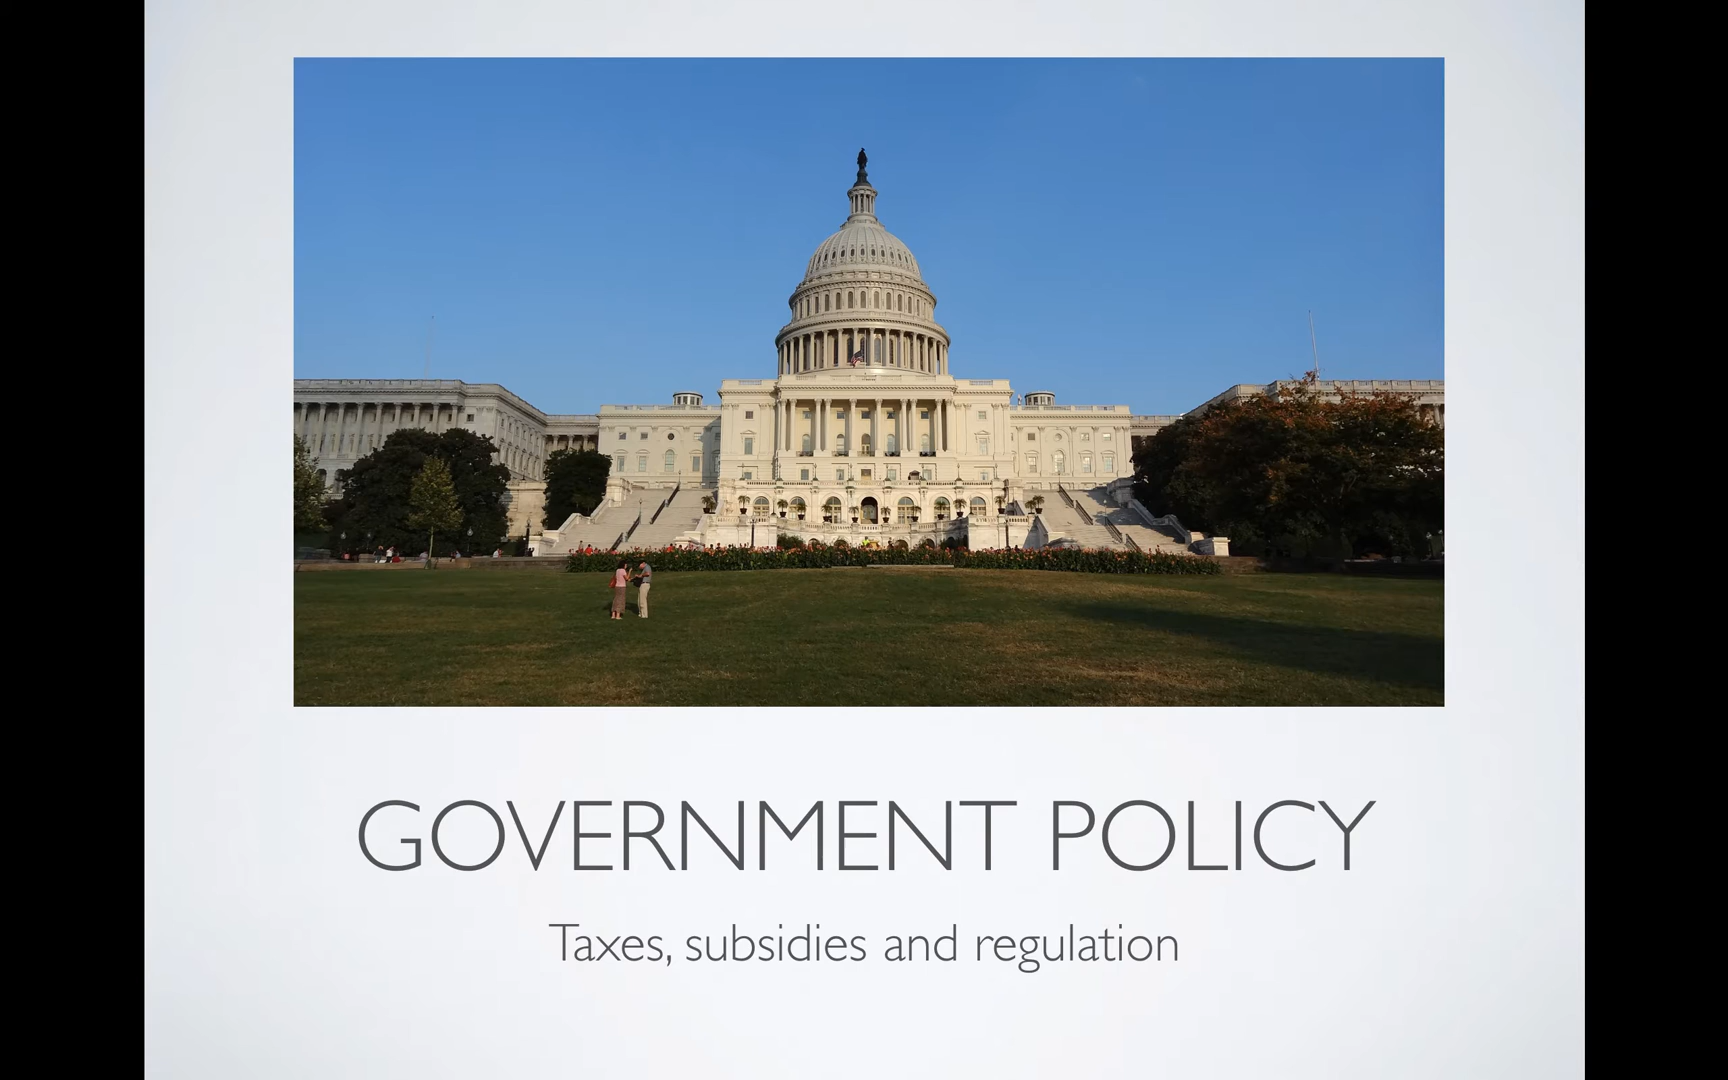 GOVERNMENT POLICY
Taxes, subsidies and regulation